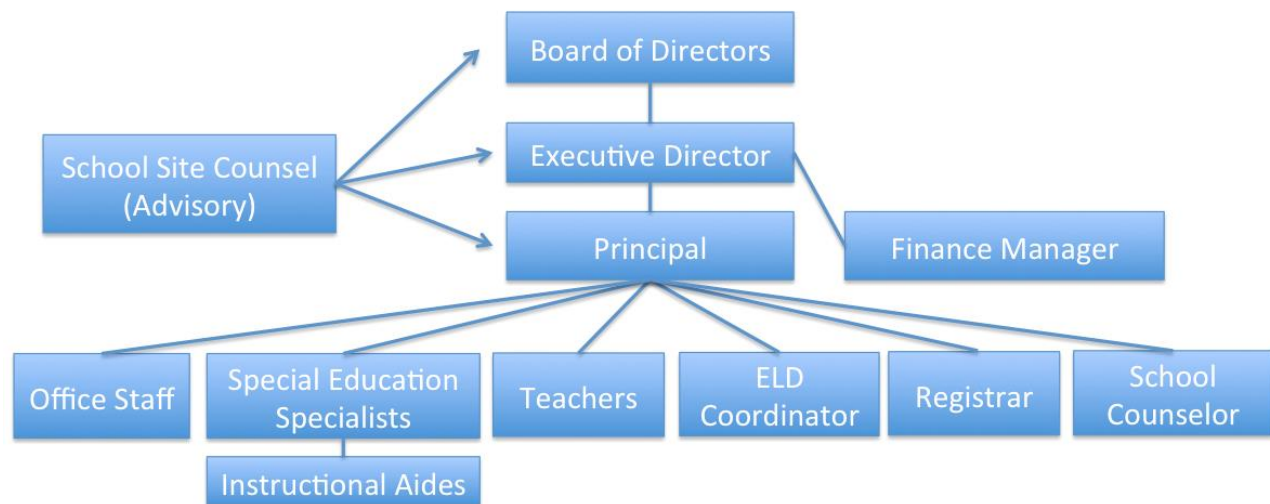 Board of Directors
School Site Counsel
(Advisory)
Executive Director
Principal
Finance Manager
Office Staff
Special Education
Specialists
Teachers
ELD
Coordinator
Registrar
School
Counselor
Instructional Aides